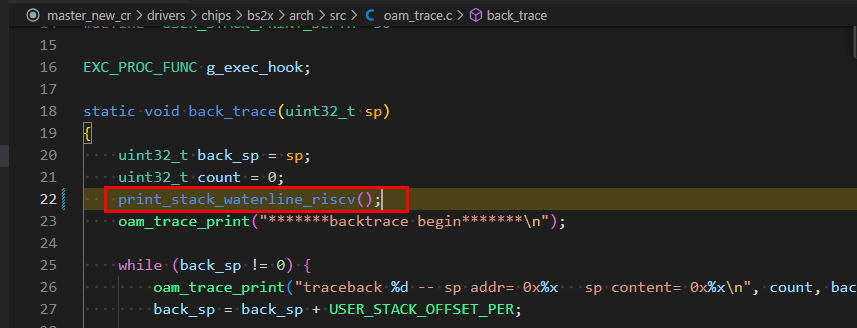 master_new_cr > drivers > chips > bs2x > arch > src > C oam_trace.c > back_trace
15
16 EXC_PROC_FUNC g_exec_hook;
17
18 static void back_trace(uint32_t sp)
19 {
20 uint32_t back_sp = sp;
21 uint32_t count = 0;
22 print_stack_waterline_riscv();
23 oam_trace_print("*******backtrace begin*******\n");
24
25 while (back_sp != 0) {
26 oam_trace_print("traceback %d -- sp addr= 0x%x sp content= 0x%x\n", count, bac
27 back_sp = back_sp + USER_STACK_OFFSET_PER;